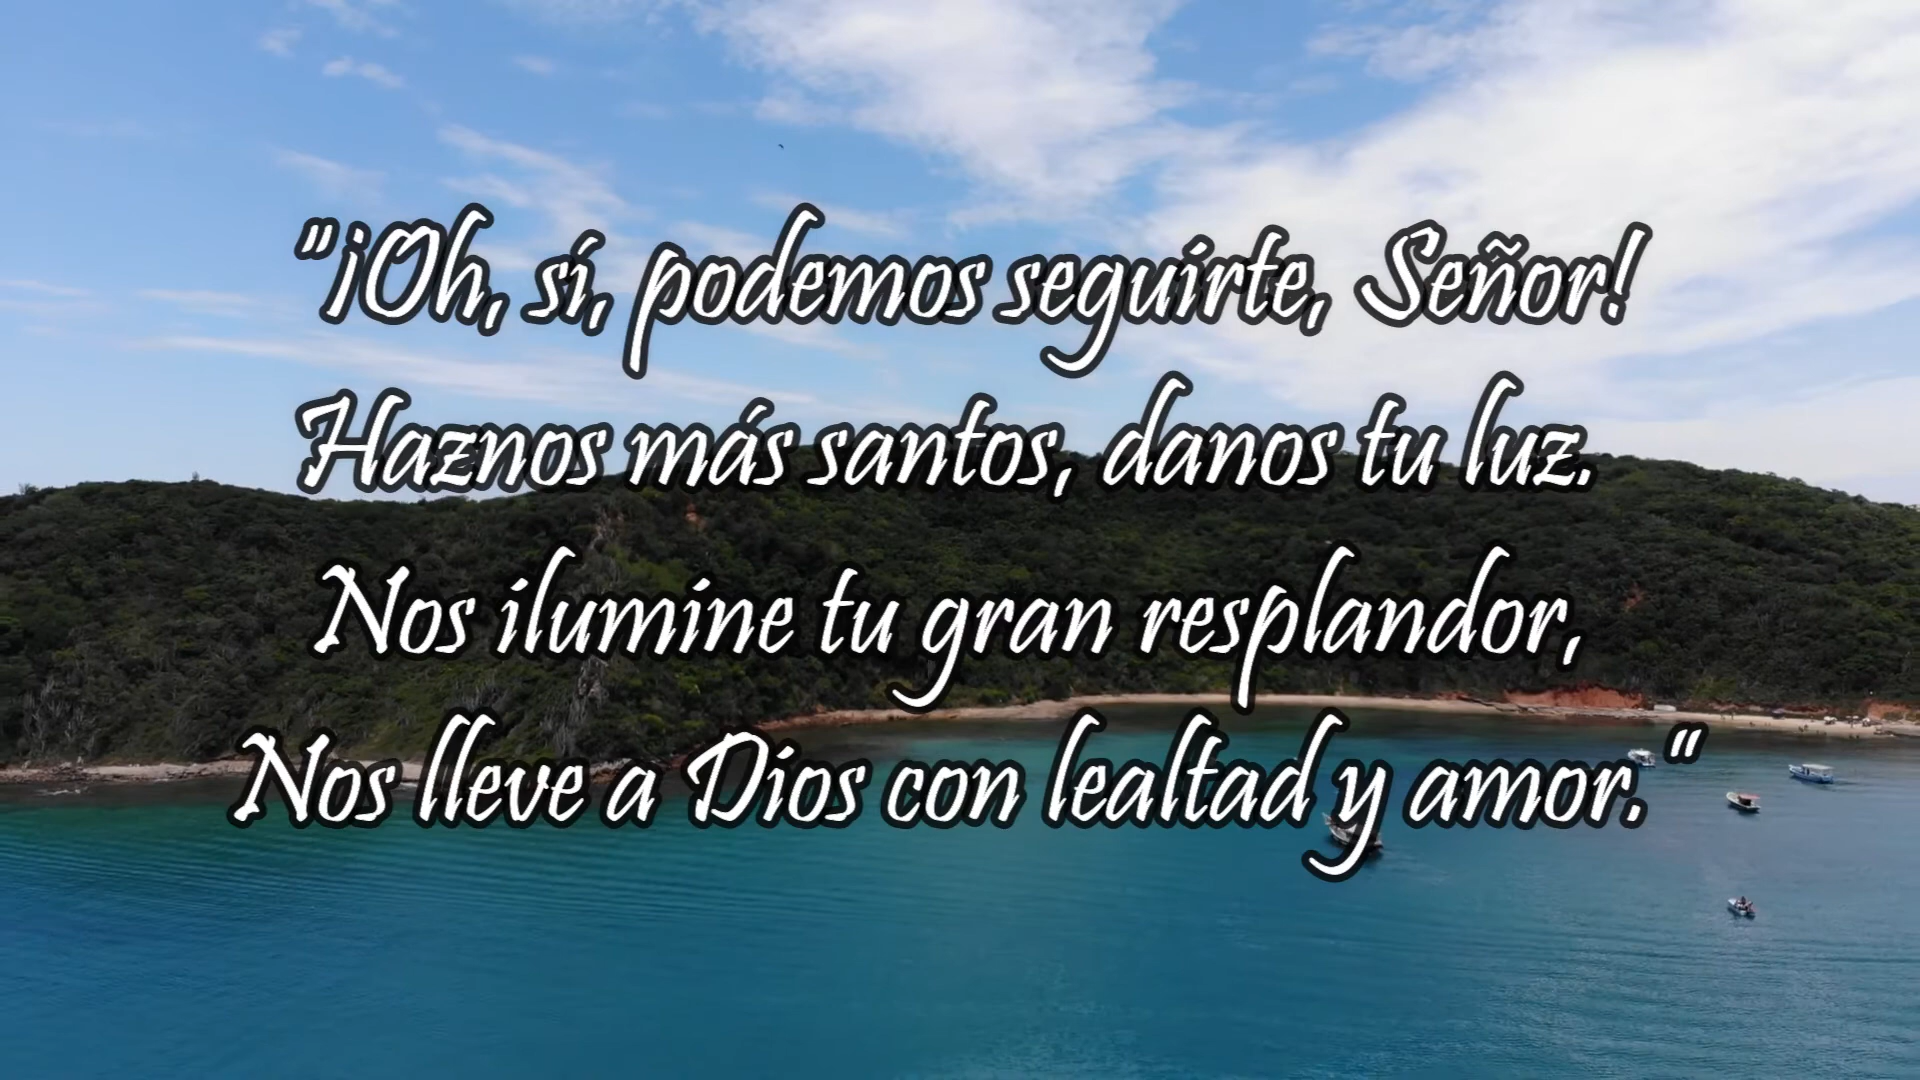 "¡Oh, sí, podemos seguirte, Señor!
Haznos más santos, danos tu luz.
Nos ilumine tu gran resplandor,
Nos lleve a Dios con lealtad y amor."